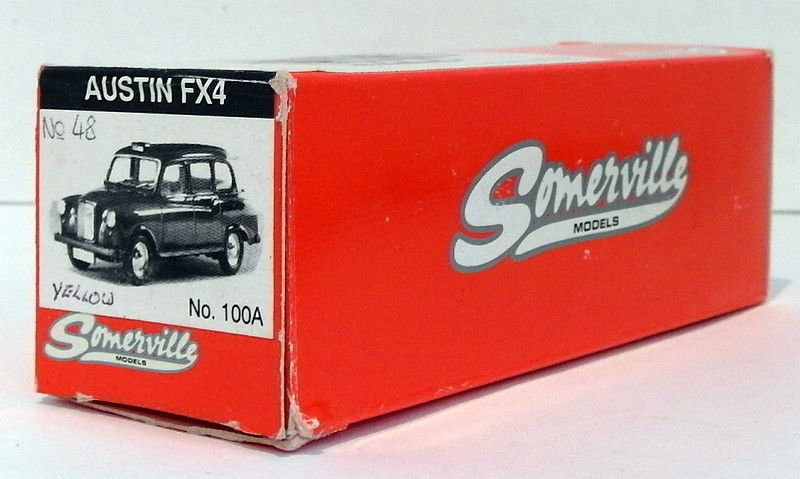 AUSTIN FX4
No 48
YELLOW
No. 100A
Somerville
MODELS
Somerville
MODELS